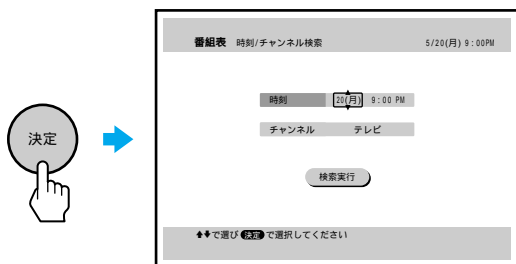 番組表 時刻/チャンネル検索 5/20(月) 9:00PM
時刻 20(月) 9:00 PM
チャンネル テレビ
決定
検索実行
で選び 決定 で選択してください